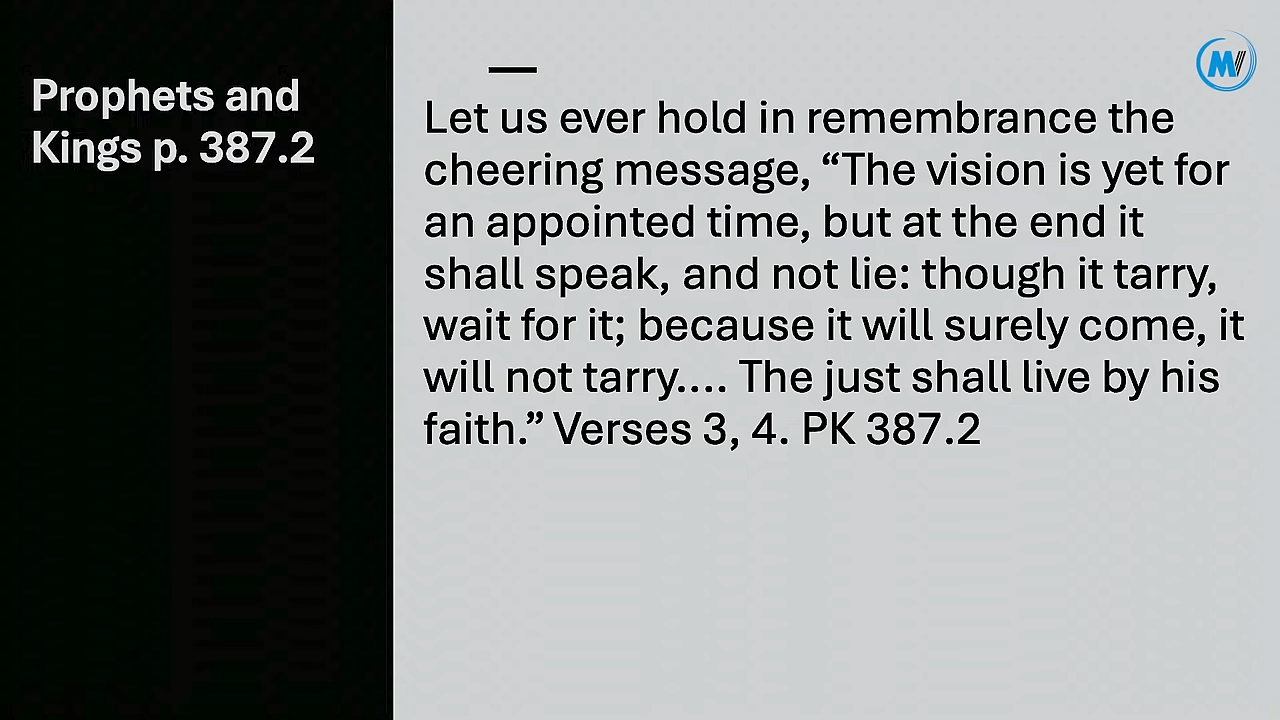 Prophets and
Kings p. 387.2
Let us ever hold in remembrance the
cheering message, “The vision is yet for
an appointed time, but at the end it
shall speak, and not lie: though it tarry,
wait for it; because it will surely come, it
will not tarry.... The just shall live by his
faith.” Verses 3, 4. PK 387.2
MV